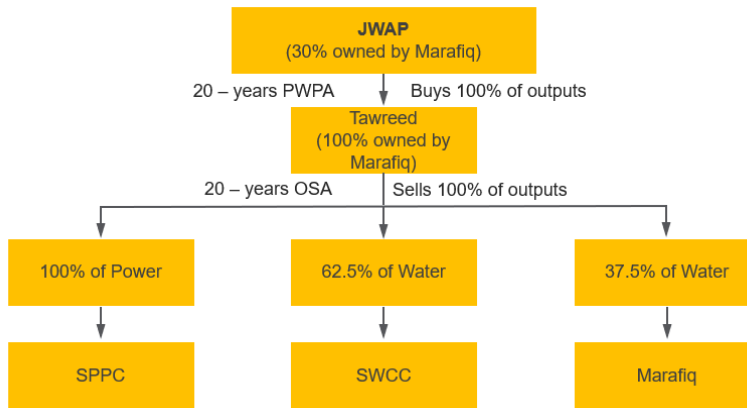 JWAP
(30% owned by Marafiq)
20 – years PWPA
Buys 100% of outputs
Tawreed
(100% owned by
Marafiq)
20 – years OSA
Sells 100% of outputs
100% of Power
62.5% of Water
37.5% of Water
SPPC
SWCC
Marafiq